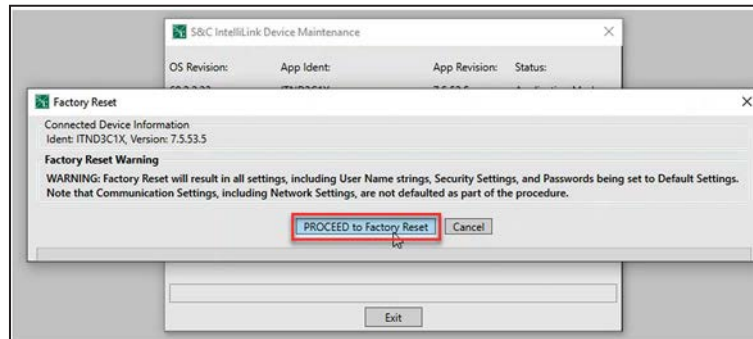 S&C IntelliLink Device Maintenance
OS Revision: App Ident: App Revision: Status:
Factory Reset
Connected Device Information
Ident: ITND3C1X, Version: 7.5.53.5
Factory Reset Warning
WARNING: Factory Reset will result in all settings, including User Name strings, Security Settings, and Passwords being set to Default Settings.
Note that Communication Settings, including Network Settings, are not defaulted as part of the procedure.
PROCEED to Factory Reset Cancel
Exit